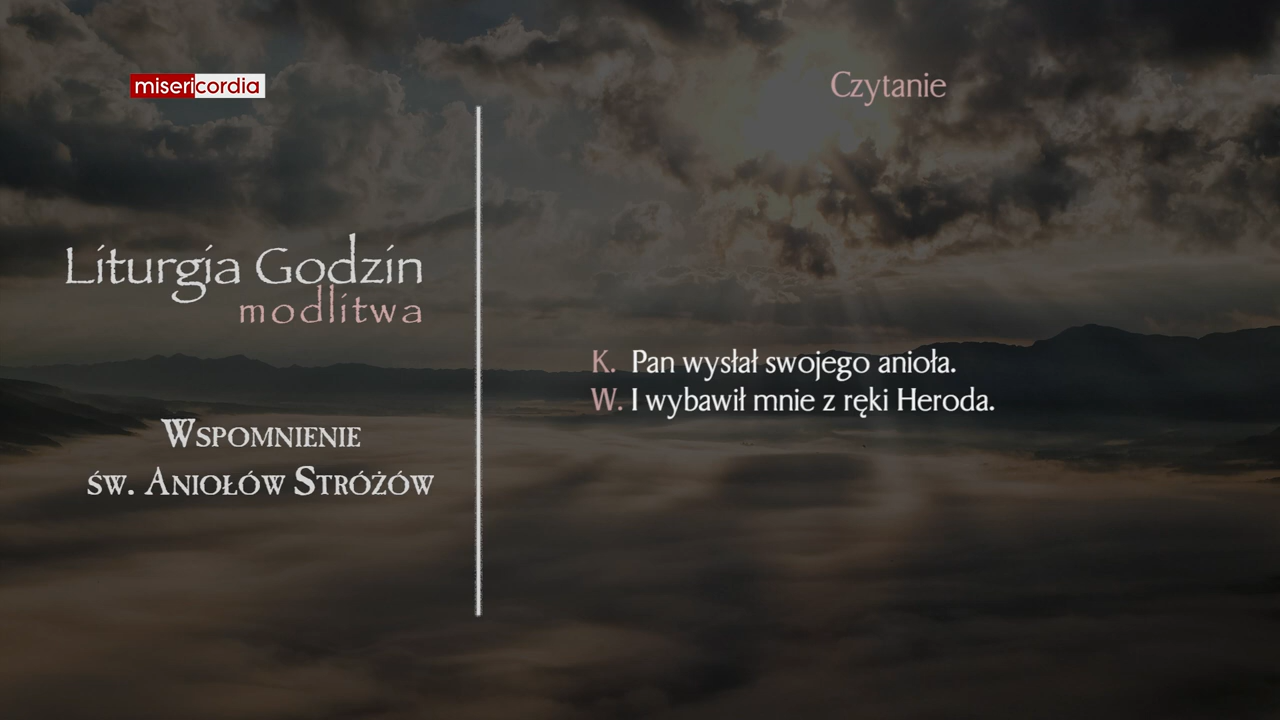 misericordia
Liturgia Godzin
modlitwa
Wspomnienie
św. Aniołów Stróżów
Czytanie
K. Pan wysłał swojego anioła.
W. I wybawił mnie z ręki Heroda.